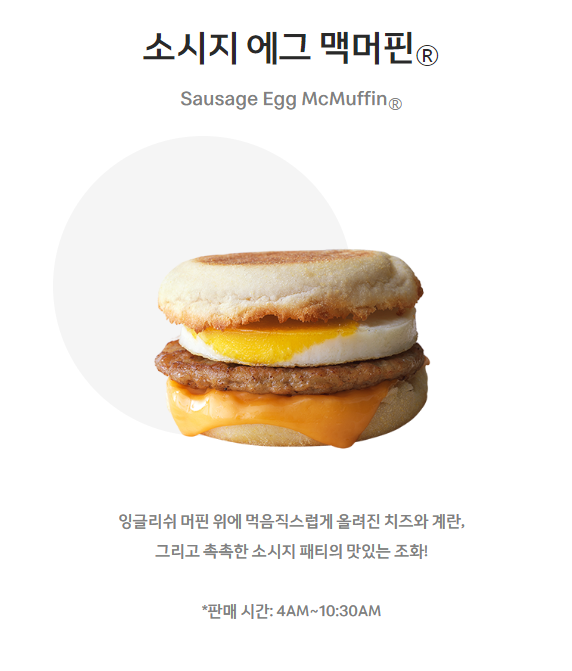 소시지 에그 맥머핀®
Sausage Egg McMuffin®
잉글리쉬 머핀 위에 먹음직스럽게 올려진 치즈와 계란,
그리고 촉촉한 소시지 패티의 맛있는 조화!
*판매 시간: 4AM~10:30AM